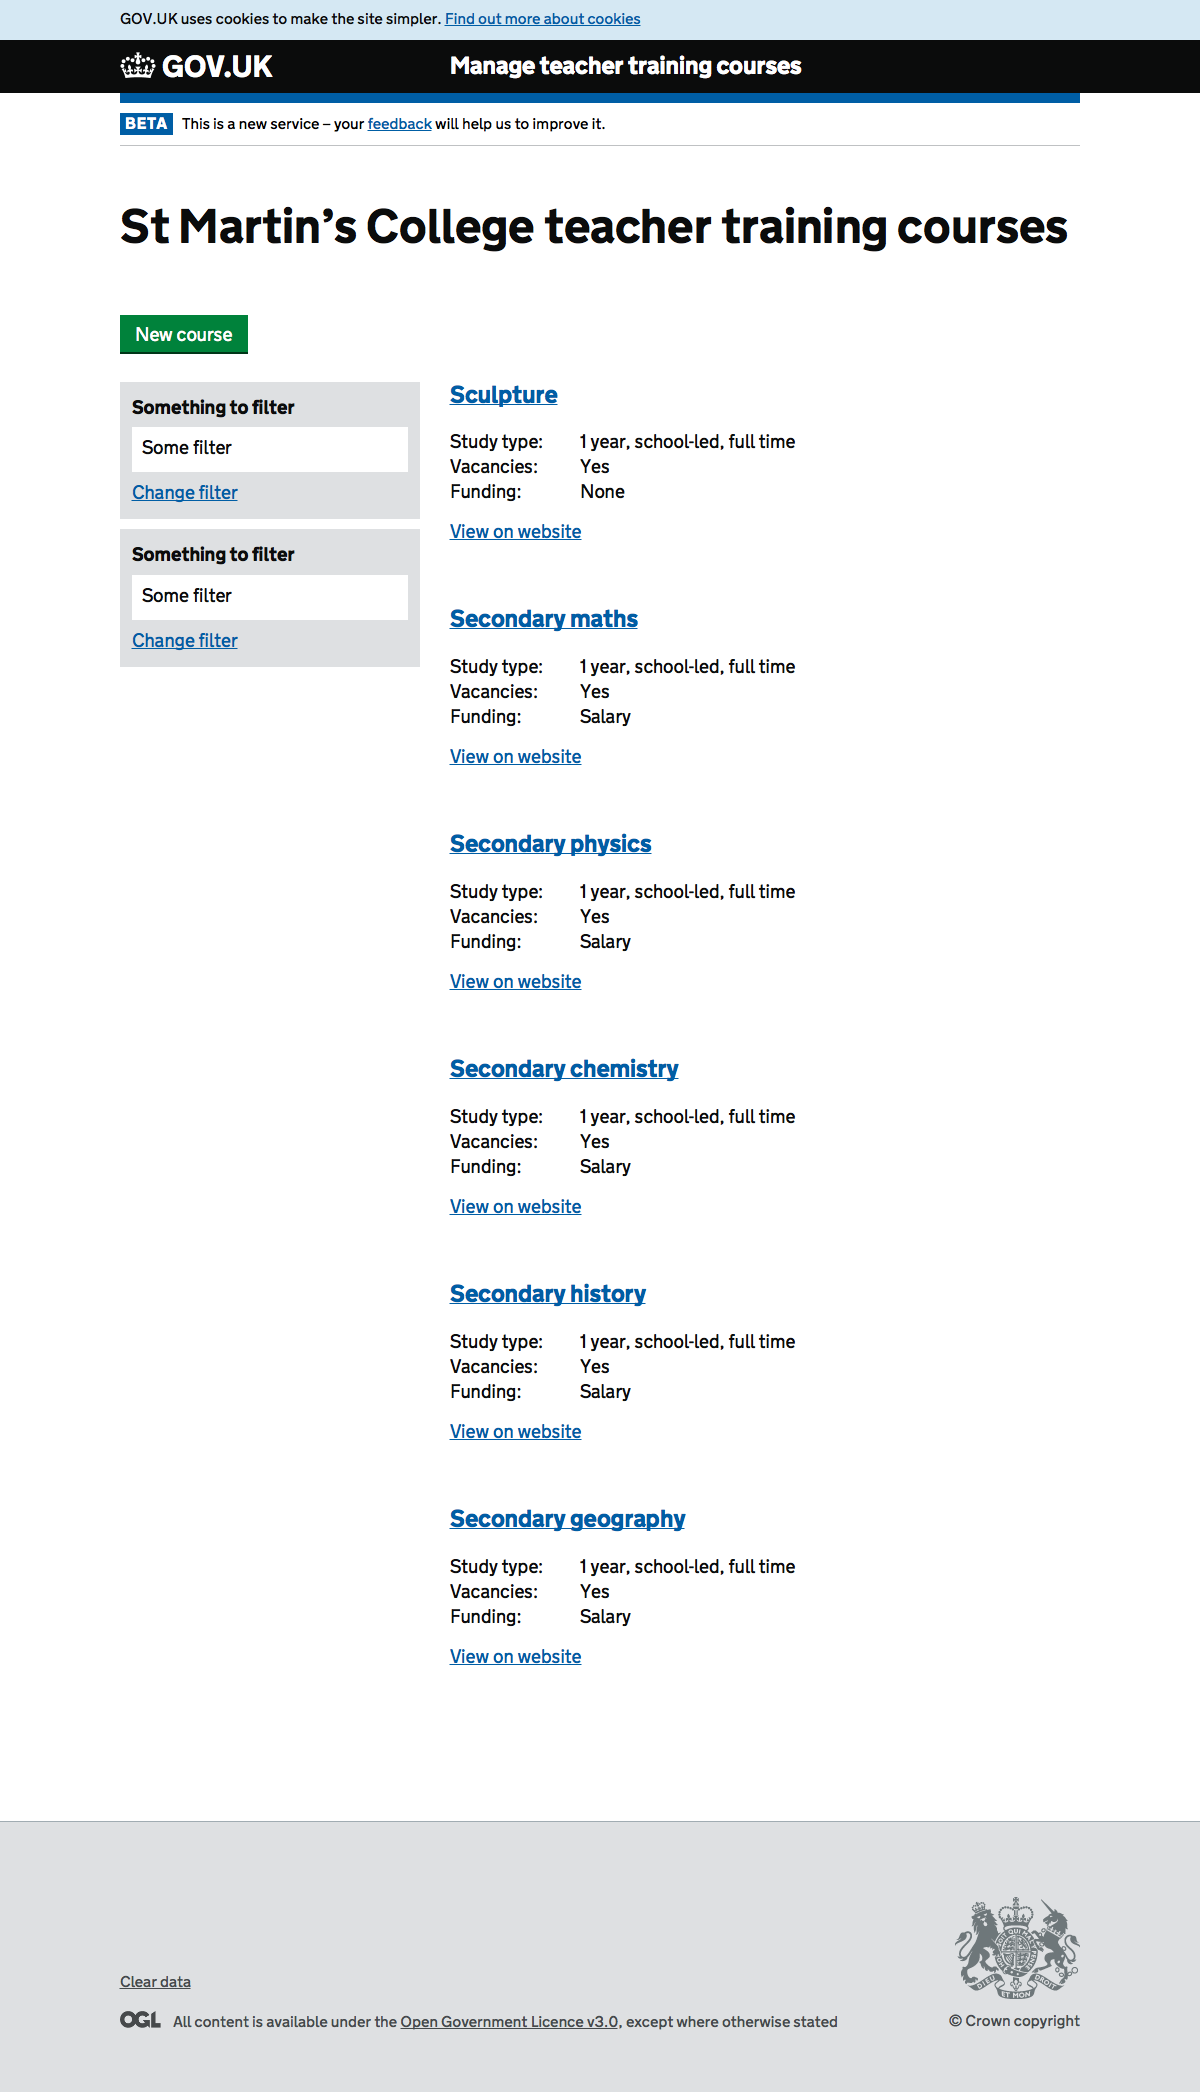 GOV.UK uses cookies to make the site simpler. Find out more about cookies
GOV.UK Manage teacher training courses
BETA This is a new service – your feedback will help us to improve it.
St Martin’s College teacher training courses
New course
Something to filter
Some filter
Change filter
Something to filter
Some filter
Change filter
Sculpture
Study type: 1 year, school-led, full time
Vacancies: Yes
Funding: None
View on website
Secondary maths
Study type: 1 year, school-led, full time
Vacancies: Yes
Funding: Salary
View on website
Secondary physics
Study type: 1 year, school-led, full time
Vacancies: Yes
Funding: Salary
View on website
Secondary chemistry
Study type: 1 year, school-led, full time
Vacancies: Yes
Funding: Salary
View on website
Secondary history
Study type: 1 year, school-led, full time
Vacancies: Yes
Funding: Salary
View on website
Secondary geography
Study type: 1 year, school-led, full time
Vacancies: Yes
Funding: Salary
View on website
Clear data
DIEU ET MON DROIT
OGL All content is available under the Open Government Licence v3.0, except where otherwise stated
© Crown copyright